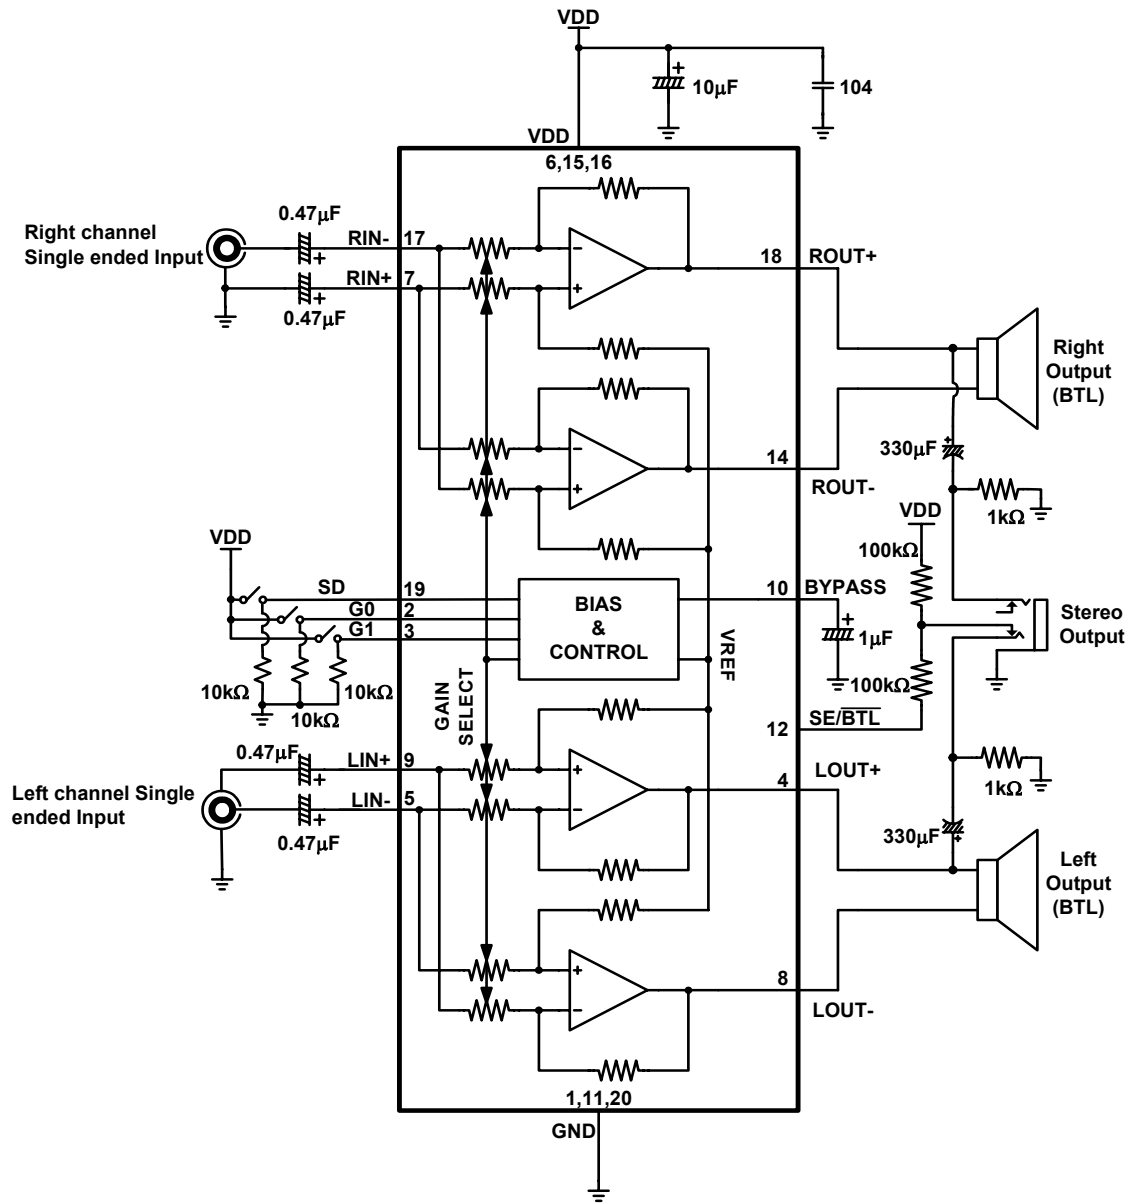 VDD
10µF
104
VDD
6,15,16
Right channel
Single ended Input
0.47µF
RIN-
17
RIN+
7
0.47µF
−
+
18
ROUT+
Right
Output
(BTL)
−
+
14
ROUT-
330µF
1kΩ
VDD
100kΩ
VDD
SD
19
G0
2
G1
3
10kΩ
10kΩ
10kΩ
BIAS
&
CONTROL
10
BYPASS
1µF
VREF
GAIN
SELECT
Stereo
Output
100kΩ
12
SE/BTL
0.47µF
LIN+
9
LIN-
5
0.47µF
Left channel Single
ended Input
+
−
4
LOUT+
1kΩ
330µF
Left
Output
(BTL)
+
−
8
LOUT-
1,11,20
GND